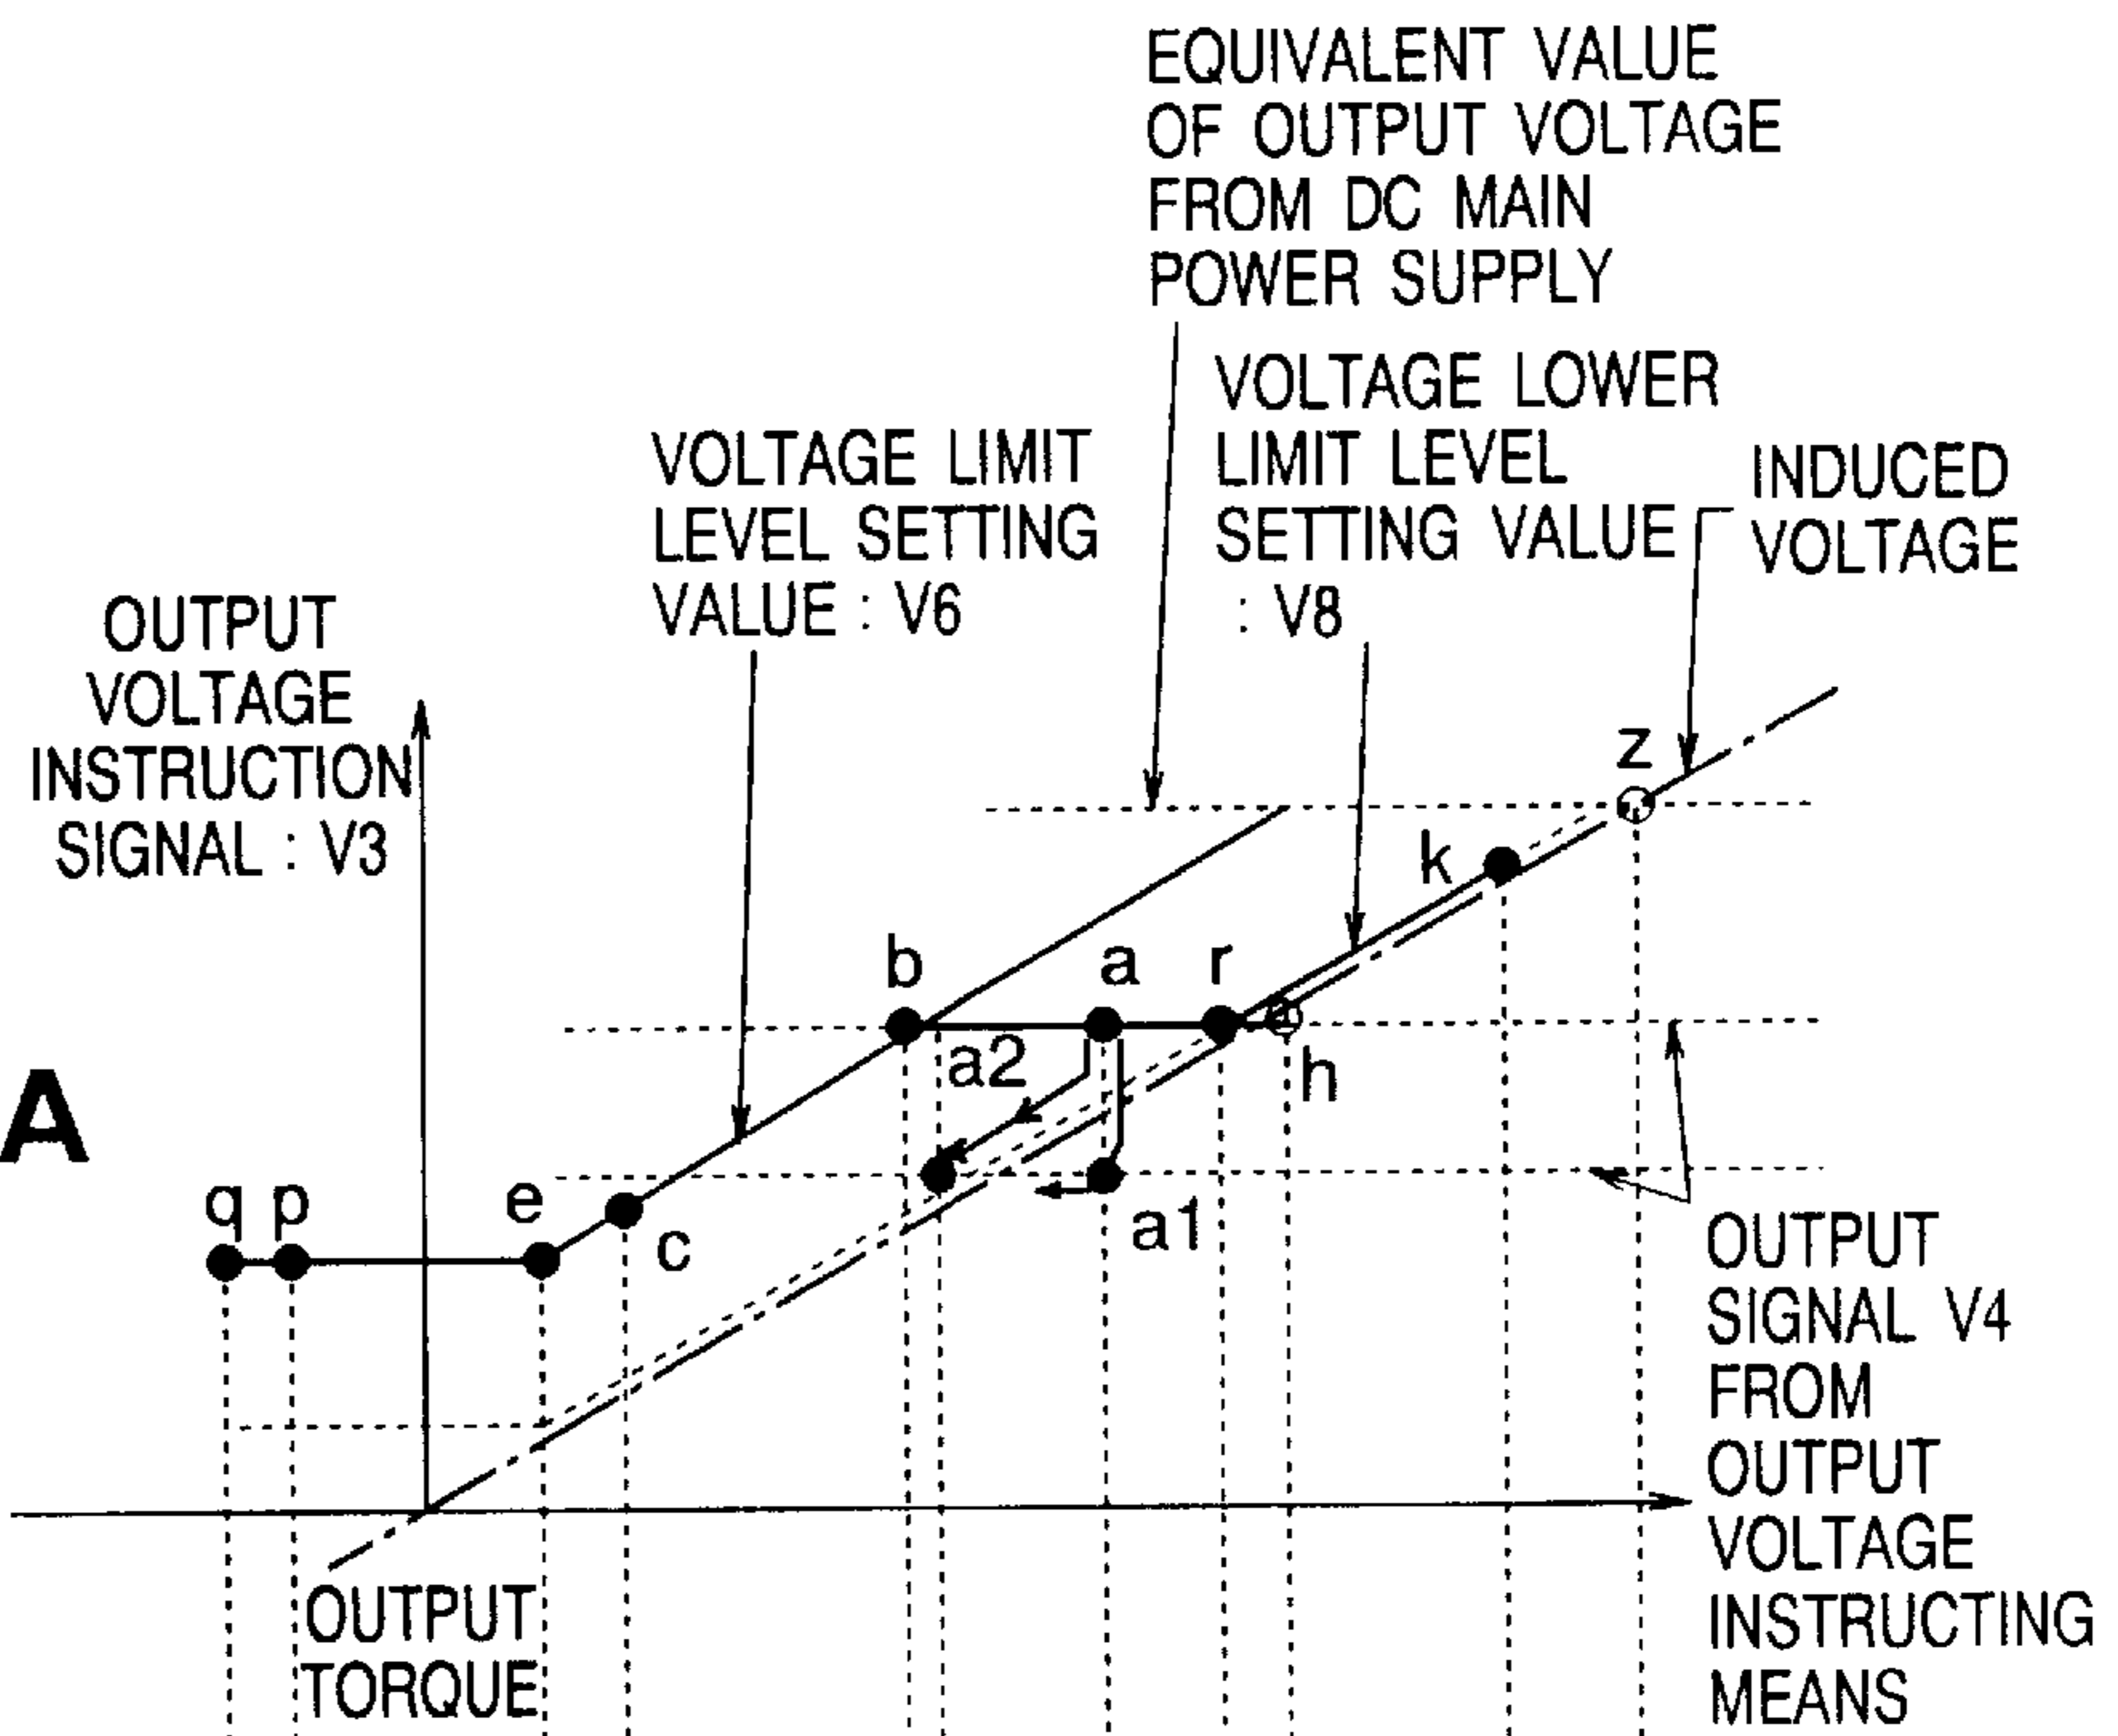 EQUIVALENT VALUE
OF OUTPUT VOLTAGE
FROM DC MAIN
POWER SUPPLY
VOLTAGE LOWER
LIMIT LEVEL
SETTING VALUE
: V8
VOLTAGE LIMIT
LEVEL SETTING
VALUE : V6
INDUCED
VOLTAGE
OUTPUT
VOLTAGE
INSTRUCTION
SIGNAL : V3
z
k
b
a
r
a2
h
A
q
p
e
c
a1
OUTPUT
SIGNAL V4
FROM
OUTPUT
VOLTAGE
INSTRUCTING
MEANS
OUTPUT
TORQUE